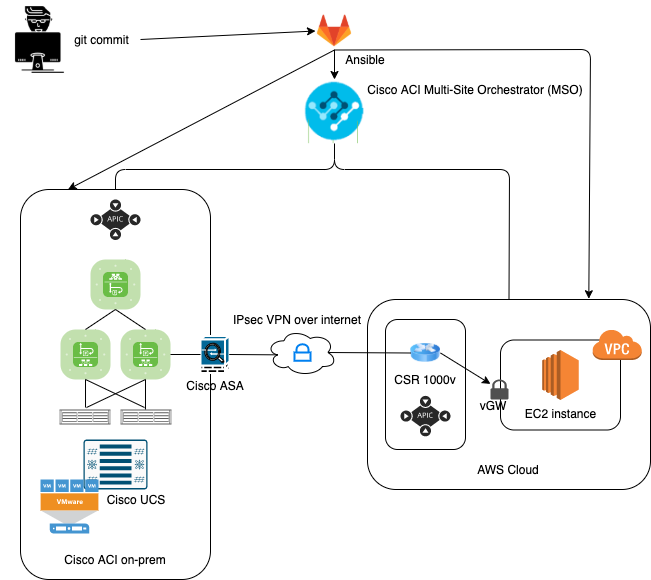 git commit
Ansible
Cisco ACI Multi-Site Orchestrator (MSO)
APIC
IPsec VPN over internet
Cisco ASA
CSR 1000v
APIC
VPC
vGW
EC2 instance
AWS Cloud
Cisco UCS
VM VM VM VM
VMware
Cisco ACI on-prem